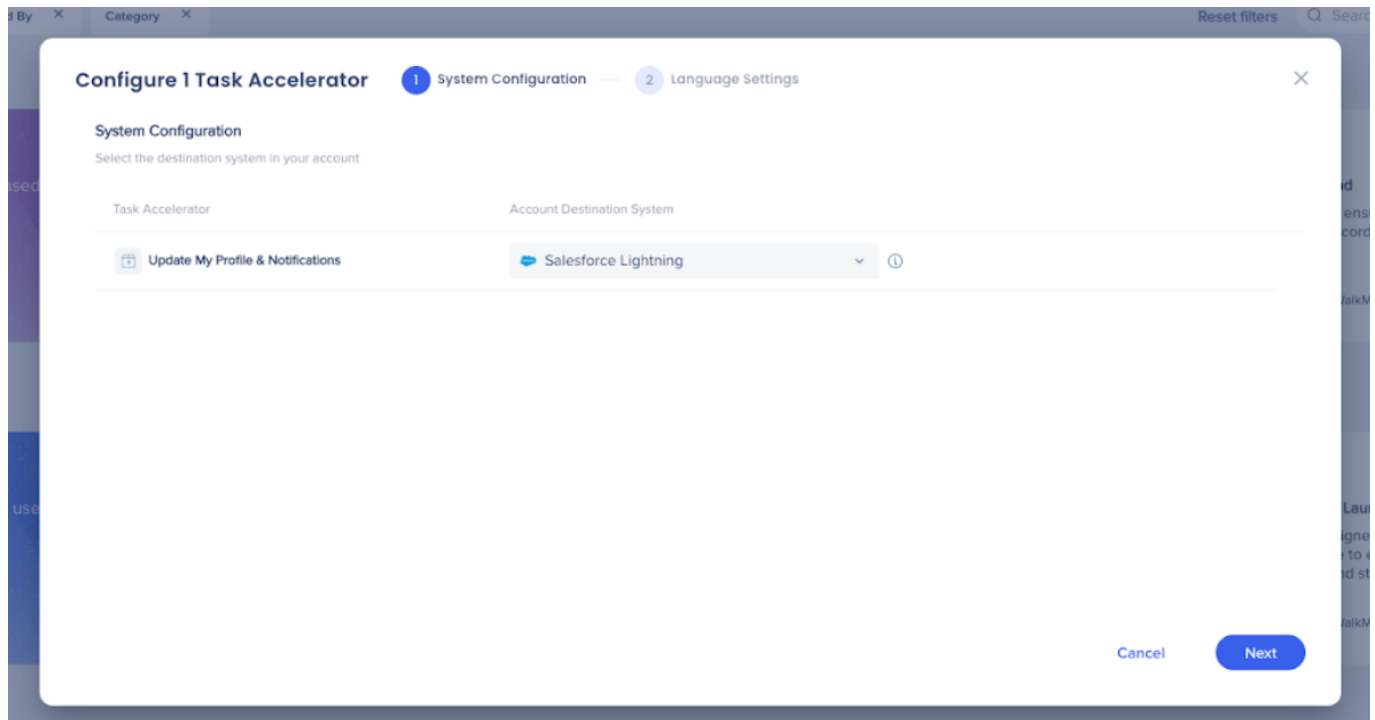 d By
Category
Reset filters
Configure 1 Task Accelerator
1 System Configuration
2 Language Settings
System Configuration
Select the destination system in your account
Task Accelerator
Account Destination System
Update My Profile & Notifications
Salesforce Lightning
Cancel
Next